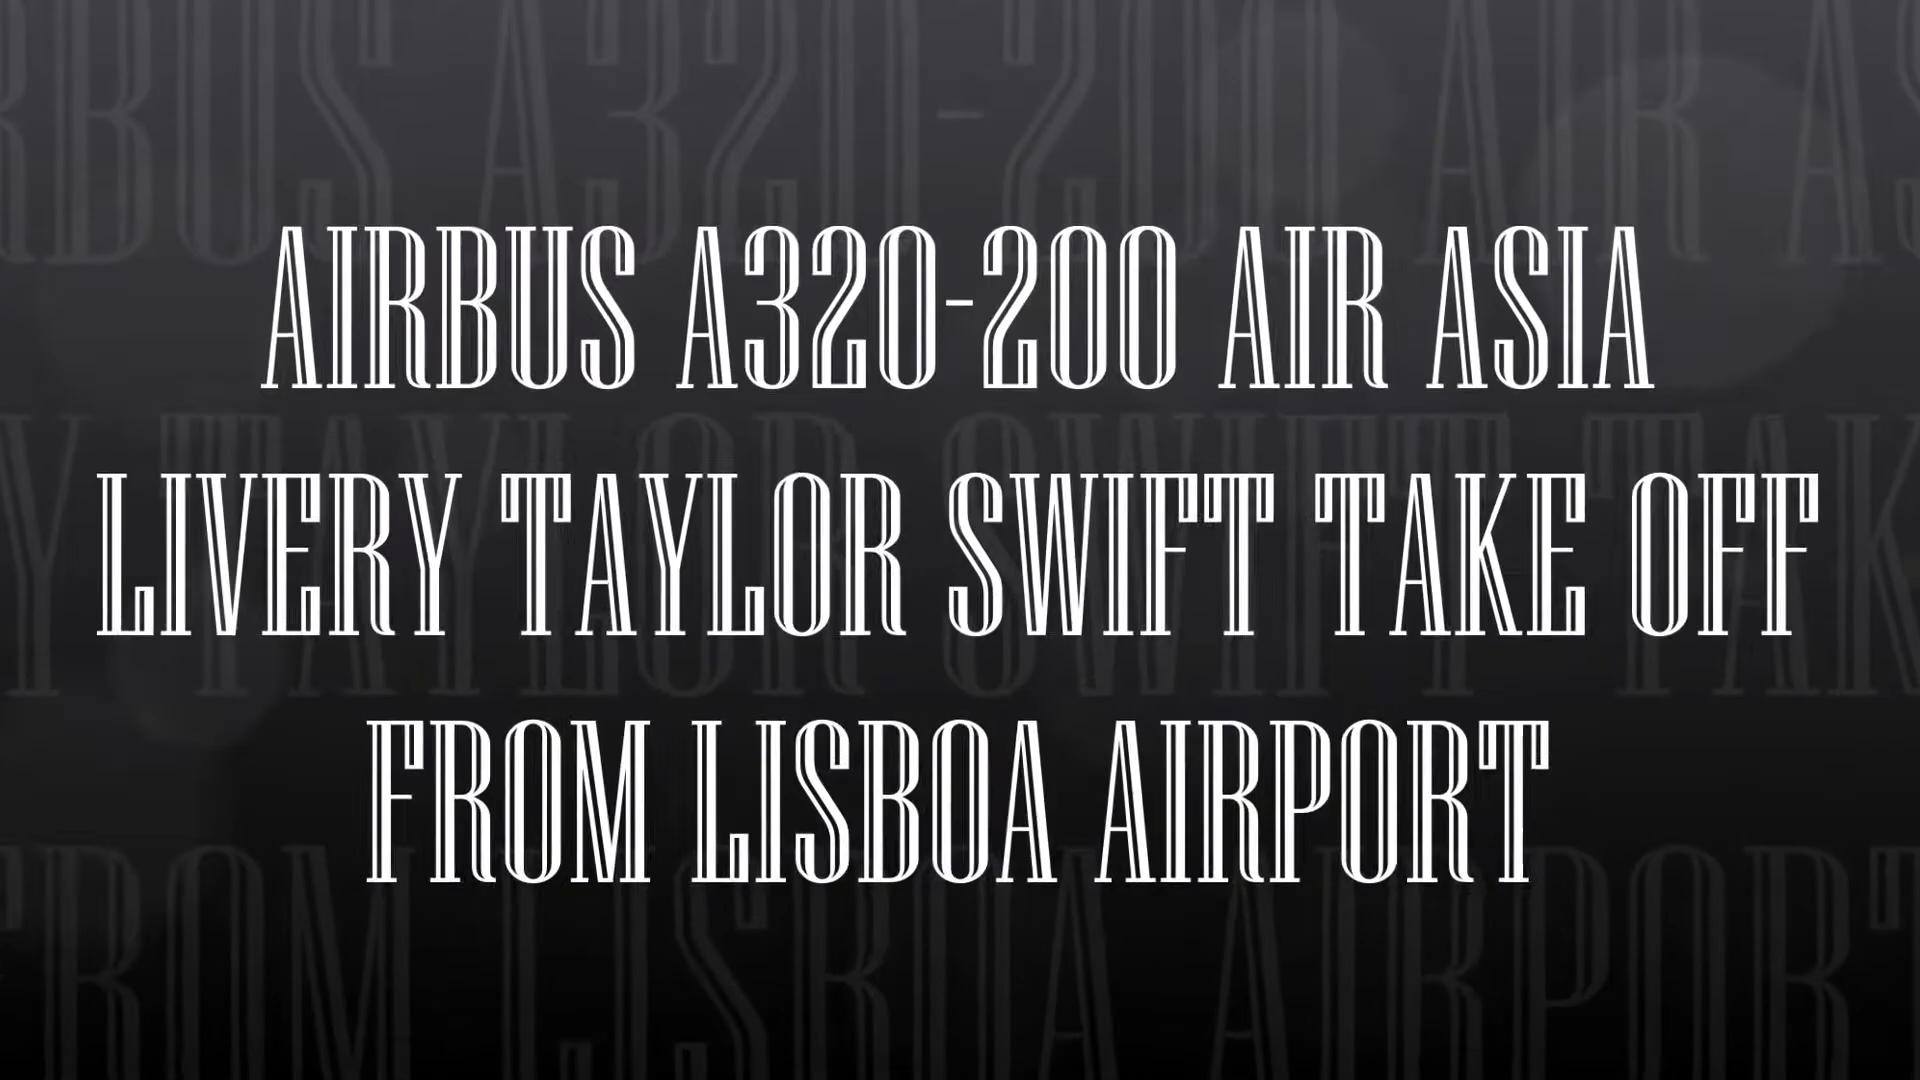 AIRBUS A320-200 AIR ASIA
LIVERY TAYLOR SWIFT TAKE OFF
FROM LISBOA AIRPORT